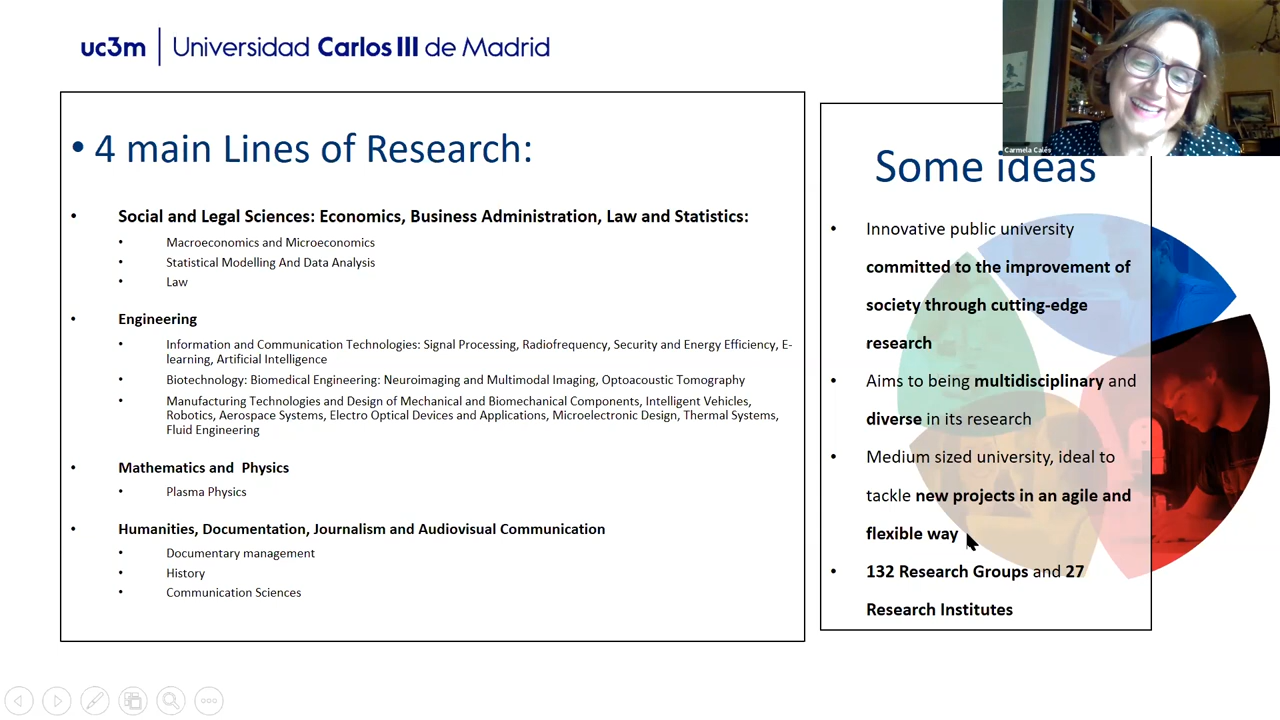 uc3m | Universidad Carlos III de Madrid
• 4 main Lines of Research:
• Social and Legal Sciences: Economics, Business Administration, Law and Statistics:
• Macroeconomics and Microeconomics
• Statistical Modelling And Data Analysis
• Law
• Engineering
• Information and Communication Technologies: Signal Processing, Radiofrequency, Security and Energy Efficiency, E-
learning, Artificial Intelligence
• Biotechnology: Biomedical Engineering: Neuroimaging and Multimodal Imaging, Optoacoustic Tomography
• Manufacturing Technologies and Design of Mechanical and Biomechanical Components, Intelligent Vehicles,
Robotics, Aerospace Systems, Electro Optical Devices and Applications, Microelectronic Design, Thermal Systems,
Fluid Engineering
• Mathematics and Physics
• Plasma Physics
• Humanities, Documentation, Journalism and Audiovisual Communication
• Documentary management
• History
• Communication Sciences
Carmela Calés
Some ideas
• Innovative public university
committed to the improvement of
society through cutting-edge
research
• Aims to being multidisciplinary and
diverse in its research
• Medium sized university, ideal to
tackle new projects in an agile and
flexible way
• 132 Research Groups and 27
Research Institutes